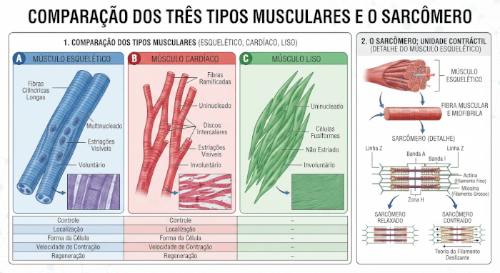 COMPARAÇÃO DOS TRÊS TIPOS MUSCULARES E O SARCÔMERO
1. COMPARAÇÃO DOS TIPOS MUSCULARES (ESQUELÉTICO, CARDÍACO, LISO)
A MÚSCULO ESQUELÉTICO
Fibras
Cilíndricas
Longas
Multinucleado
Estriações
Visíveis
Voluntário
B MÚSCULO CARDÍACO
Fibras
Ramificadas
Uninucleado
Discos
Intercalares
Estriações
Visíveis
Involuntário
C MÚSCULO LISO
Uninucleado
Células
Fusiformes
Não Estriado
Involuntário
Controle Controle –
Localização Localização –
Forma da Célula Forma da Célula –
Velocidade de Contração Velocidade de Contração –
Regeneração Regeneração –
2. O SARCÔMERO; UNIDADE CONTRÁCTIL
(DETALHE DO MÚSCULO ESQUELÉTICO)
MÚSCULO
ESQUELÉTICO
FIBRA MUSCULAR
E MIOFIBRILA
SARCÔMERO (DETALHE)
Linha Z Banda A Banda I Linha Z
Actina
(Filamento Fino)
Miosina
(Filamento Grosso)
Zona H
SARCÔMERO
RELAXADO
SARCÔMERO
CONTRAÍDO
Teoria do Filamento
Deslizante